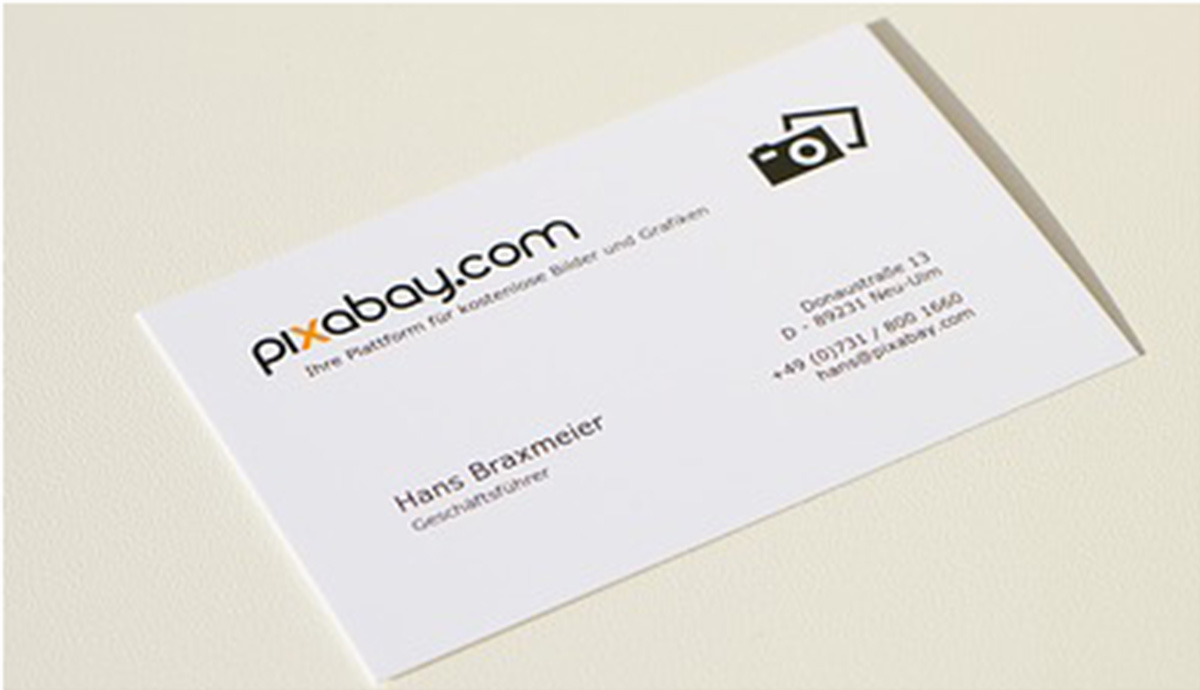 pixabay.com
Ihre Plattform für kostenlose Bilder und Grafiken
Hans Braxmeier
Geschäftsführer
Donaustraße 13
D - 89231 Neu-Ulm
+49 (0)731 / 800 1660
hans@pixabay.com